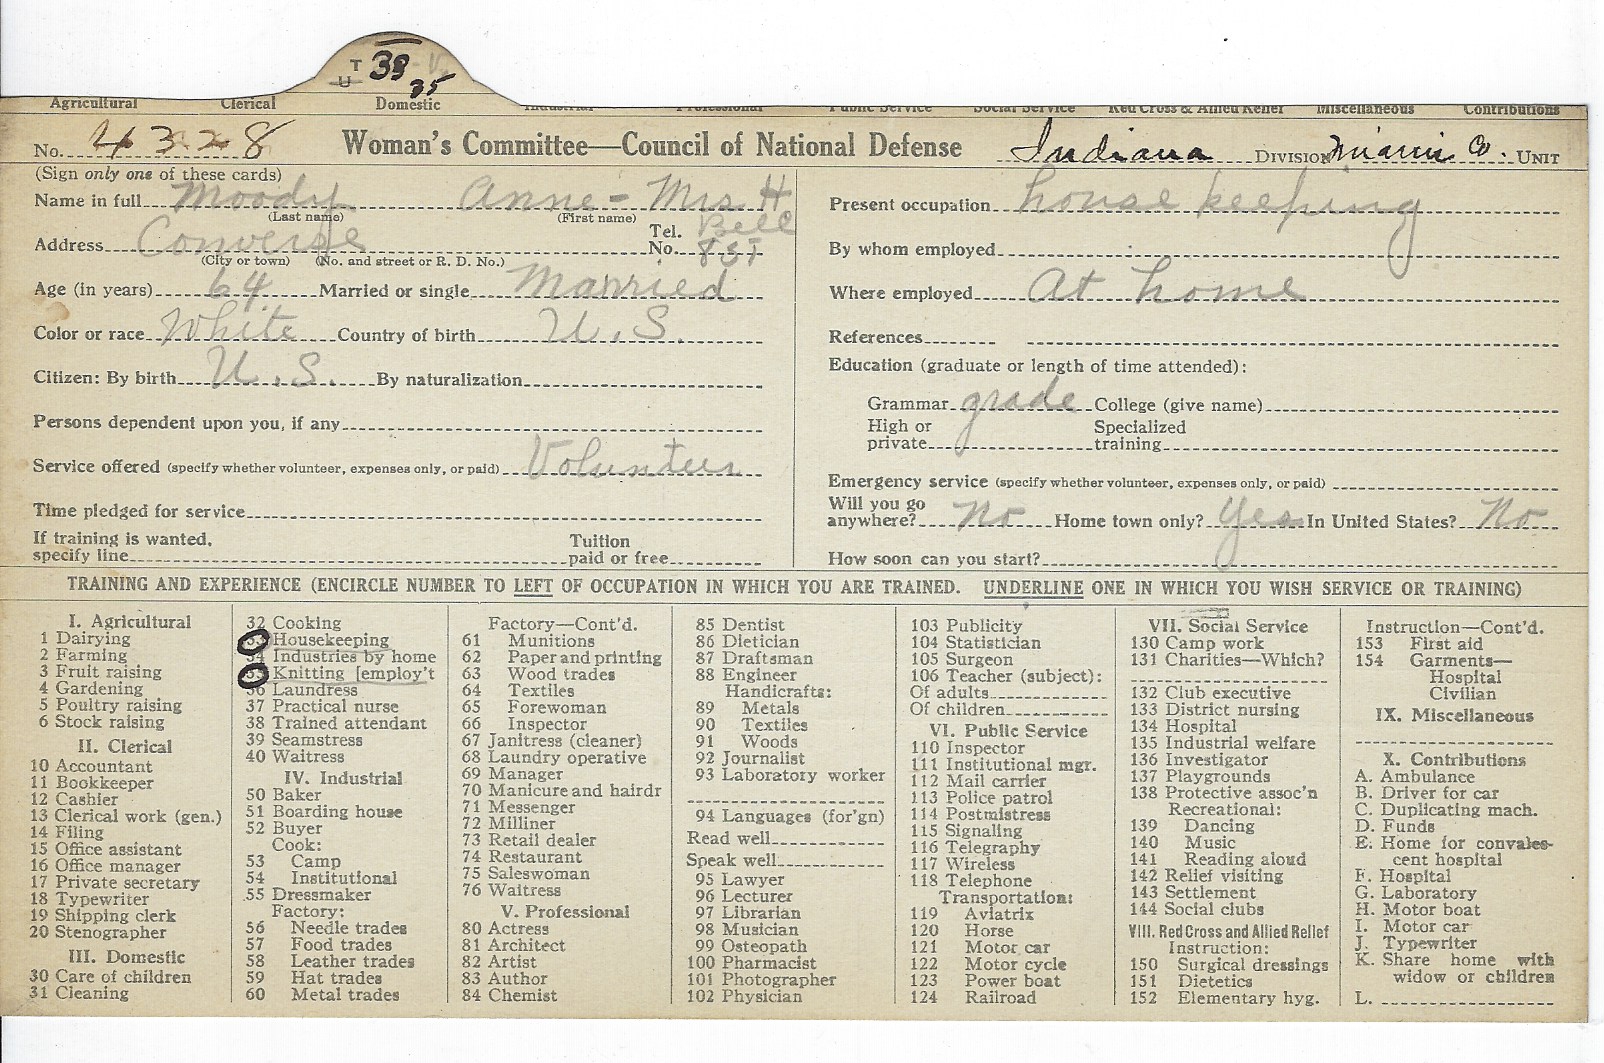 T 33
U 35
Agricultural Clerical Domestic Industrial Professional Public Service Social Service Red Cross & Allied Relief Miscellaneous Contributions
No. 4328 Woman's Committee—Council of National Defense Indiana DIVISION Miami Co. UNIT
(Sign only one of these cards)
Name in full Moody Anne - Mrs. H
(Last name) (First name)
Address Converse Tel. No. Bell 851
(City or town) (No. and street or R. D. No.)
Age (in years) 64 Married or single Married
Color or race White Country of birth U.S.
Citizen: By birth U.S. By naturalization
Persons dependent upon you, if any
Service offered (specify whether volunteer, expenses only, or paid) Volunteer
Time pledged for service
If training is wanted, specify line Tuition paid or free
Present occupation house keeping
By whom employed
Where employed At home
References
Education (graduate or length of time attended):
Grammar grade College (give name)
High or private Specialized training
Emergency service (specify whether volunteer, expenses only, or paid)
Will you go anywhere? No Home town only? Yes In United States? No
How soon can you start?
TRAINING AND EXPERIENCE (ENCIRCLE NUMBER TO LEFT OF OCCUPATION IN WHICH YOU ARE TRAINED. UNDERLINE ONE IN WHICH YOU WISH SERVICE OR TRAINING)
I. Agricultural
1 Dairying
2 Farming
3 Fruit raising
4 Gardening
5 Poultry raising
6 Stock raising
II. Clerical
10 Accountant
11 Bookkeeper
12 Cashier
13 Clerical work (gen.)
14 Filing
15 Office assistant
16 Office manager
17 Private secretary
18 Typewriter
19 Shipping clerk
20 Stenographer
III. Domestic
30 Care of children
31 Cleaning
32 Cooking
33 Housekeeping
34 Industries by home
35 Knitting [employ't
36 Laundress
37 Practical nurse
38 Trained attendant
39 Seamstress
40 Waitress
IV. Industrial
50 Baker
51 Boarding house
52 Buyer
Cook:
53 Camp
54 Institutional
55 Dressmaker
Factory:
56 Needle trades
57 Food trades
58 Leather trades
59 Hat trades
60 Metal trades
Factory—Cont'd.
61 Munitions
62 Paper and printing
63 Wood trades
64 Textiles
65 Forewoman
66 Inspector
67 Janitress (cleaner)
68 Laundry operative
69 Manager
70 Manicure and hairdr
71 Messenger
72 Milliner
73 Retail dealer
74 Restaurant
75 Saleswoman
76 Waitress
V. Professional
80 Actress
81 Architect
82 Artist
83 Author
84 Chemist
85 Dentist
86 Dietician
87 Draftsman
88 Engineer
Handicrafts:
89 Metals
90 Textiles
91 Woods
92 Journalist
93 Laboratory worker
94 Languages (for'gn)
Read well
Speak well
95 Lawyer
96 Lecturer
97 Librarian
98 Musician
99 Osteopath
100 Pharmacist
101 Photographer
102 Physician
103 Publicity
104 Statistician
105 Surgeon
106 Teacher (subject):
Of adults
Of children
VI. Public Service
110 Inspector
111 Institutional mgr.
112 Mail carrier
113 Police patrol
114 Postmistress
115 Signaling
116 Telegraphy
117 Wireless
118 Telephone
Transportation:
119 Aviatrix
120 Horse
121 Motor car
122 Motor cycle
123 Power boat
124 Railroad
VII. Social Service
130 Camp work
131 Charities—Which?
132 Club executive
133 District nursing
134 Hospital
135 Industrial welfare
136 Investigator
137 Playgrounds
138 Protective assoc'n
Recreational:
139 Dancing
140 Music
141 Reading aloud
142 Relief visiting
143 Settlement
144 Social clubs
VIII. Red Cross and Allied Relief
Instruction:
150 Surgical dressings
151 Dietetics
152 Elementary hyg.
Instruction—Cont'd.
153 First aid
154 Garments—
Hospital
Civilian
IX. Miscellaneous
X. Contributions
A. Ambulance
B. Driver for car
C. Duplicating mach.
D. Funds
E. Home for convales-
cent hospital
F. Hospital
G. Laboratory
H. Motor boat
I. Motor car
J. Typewriter
K. Share home with
widow or children
L.